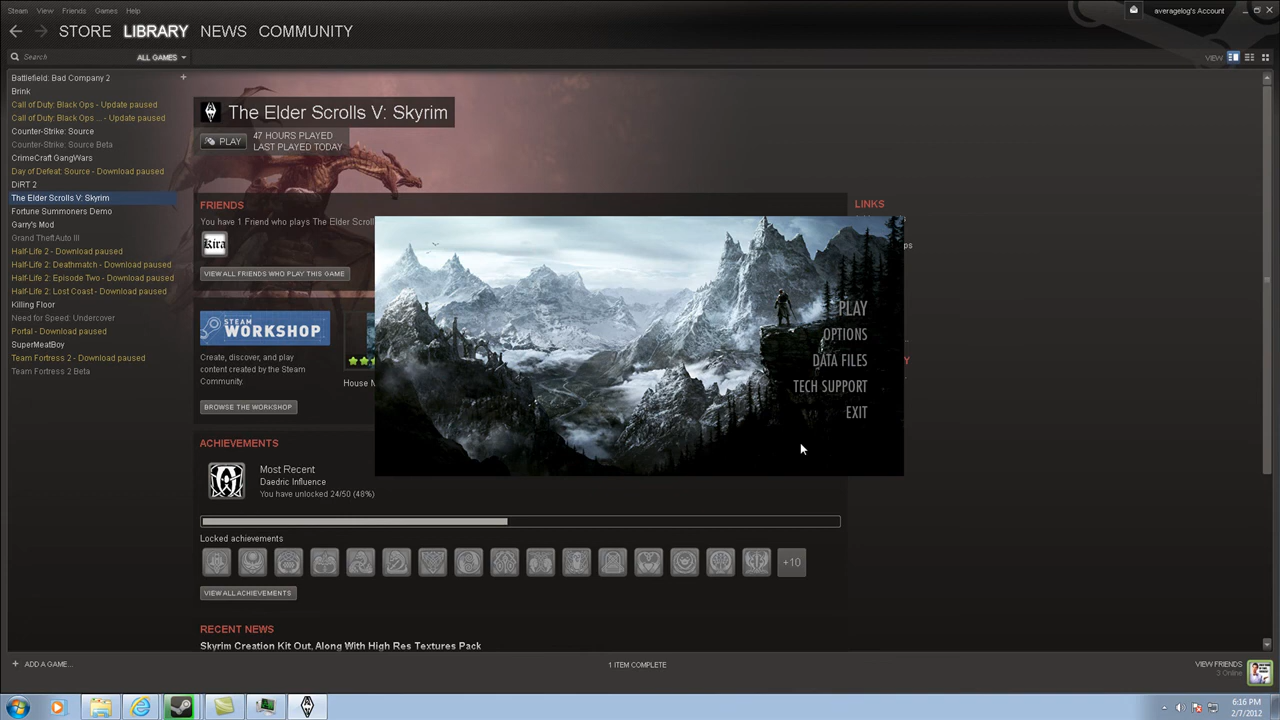 Steam View Friends Games Help
averagelog's Account
STORE LIBRARY NEWS COMMUNITY
Search ALL GAMES
VIEW
Battlefield: Bad Company 2
Brink
Call of Duty: Black Ops - Update paused
Call of Duty: Black Ops ... - Update paused
Counter-Strike: Source
Counter-Strike: Source Beta
CrimeCraft GangWars
Day of Defeat: Source - Download paused
DiRT 2
The Elder Scrolls V: Skyrim
Fortune Summoners Demo
Garry's Mod
Grand Theft Auto III
Half-Life 2 - Download paused
Half-Life 2: Deathmatch - Download paused
Half-Life 2: Episode Two - Download paused
Half-Life 2: Lost Coast - Download paused
Killing Floor
Need for Speed: Undercover
Portal - Download paused
SuperMeatBoy
Team Fortress 2 - Download paused
Team Fortress 2 Beta
The Elder Scrolls V: Skyrim
PLAY
47 HOURS PLAYED
LAST PLAYED TODAY
FRIENDS
You have 1 Friend who plays The Elder Scroll
Kira
VIEW ALL FRIENDS WHO PLAY THIS GAME
STEAM
WORKSHOP
Create, discover, and play
content created by the Steam
Community.
House
BROWSE THE WORKSHOP
LINKS
PLAY
OPTIONS
DATA FILES
TECH SUPPORT
EXIT
ACHIEVEMENTS
Most Recent
Daedric Influence
You have unlocked 24/50 (48%)
Locked achievements
+10
VIEW ALL ACHIEVEMENTS
RECENT NEWS
Skyrim Creation Kit Out, Along With High Res Textures Pack
+ ADD A GAME...
1 ITEM COMPLETE
VIEW FRIENDS
3 Online
6:16 PM
2/7/2012